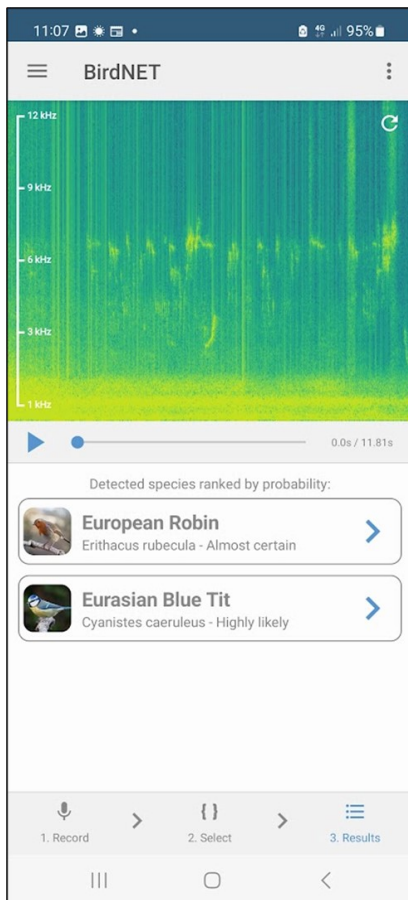 11:07 4G 95%
BirdNET
12 kHz
9 kHz
6 kHz
3 kHz
1 kHz
0.0s / 11.81s
Detected species ranked by probability:
European Robin
Erithacus rubecula - Almost certain
Eurasian Blue Tit
Cyanistes caeruleus - Highly likely
{ }
1. Record 2. Select 3. Results